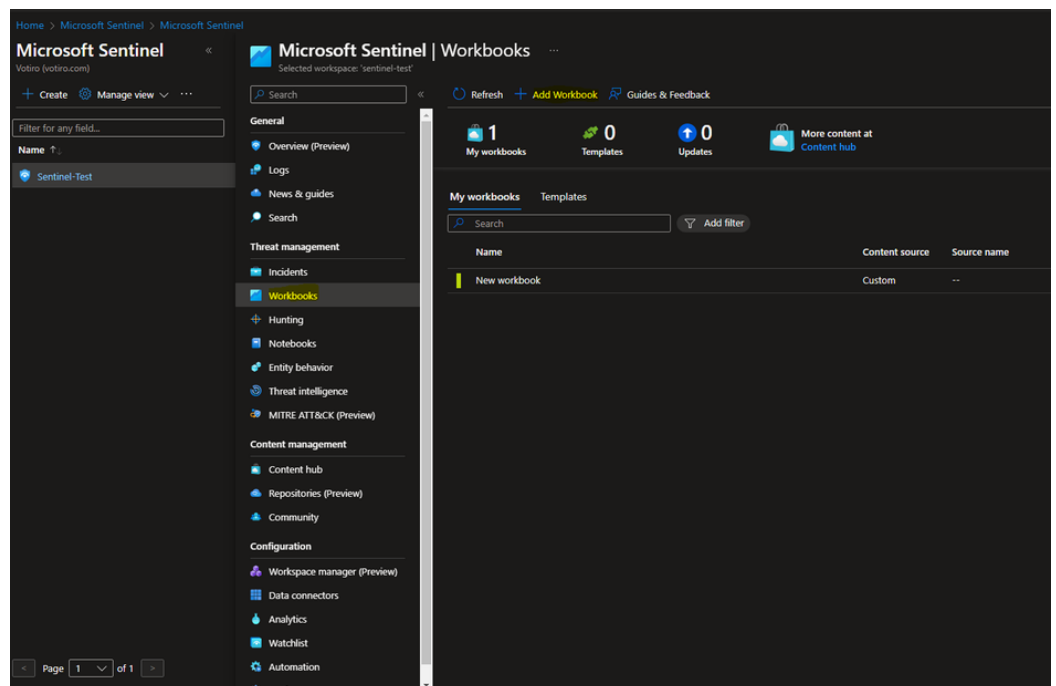 Home > Microsoft Sentinel > Microsoft Sentinel
Microsoft Sentinel «
Votiro (votiro.com)
+ Create Manage view ···
Filter for any field...
Name ↑↓
Sentinel-Test
< Page 1 of 1 >
Microsoft Sentinel | Workbooks ···
Selected workspace: 'sentinel-test'
Search «
General
Overview (Preview)
Logs
News & guides
Search
Threat management
Incidents
Workbooks
Hunting
Notebooks
Entity behavior
Threat intelligence
MITRE ATT&CK (Preview)
Content management
Content hub
Repositories (Preview)
Community
Configuration
Workspace manager (Preview)
Data connectors
Analytics
Watchlist
Automation
Refresh + Add Workbook Guides & Feedback
1 My workbooks
0 Templates
0 Updates
More content at
Content hub
My workbooks Templates
Search Add filter
Name Content source Source name
New workbook Custom --